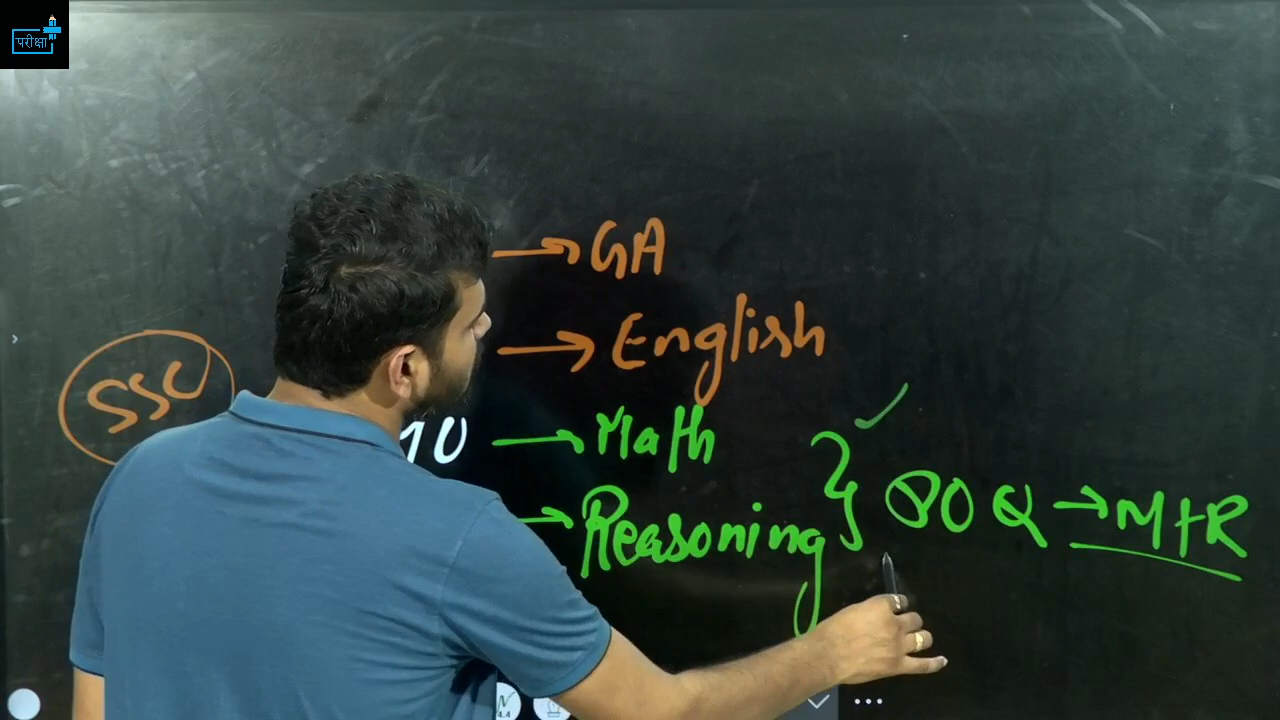 परीक्षा
→ GA
SSC → English
10 → Math
→ Reasoning } ✓ 80 Q → M+R